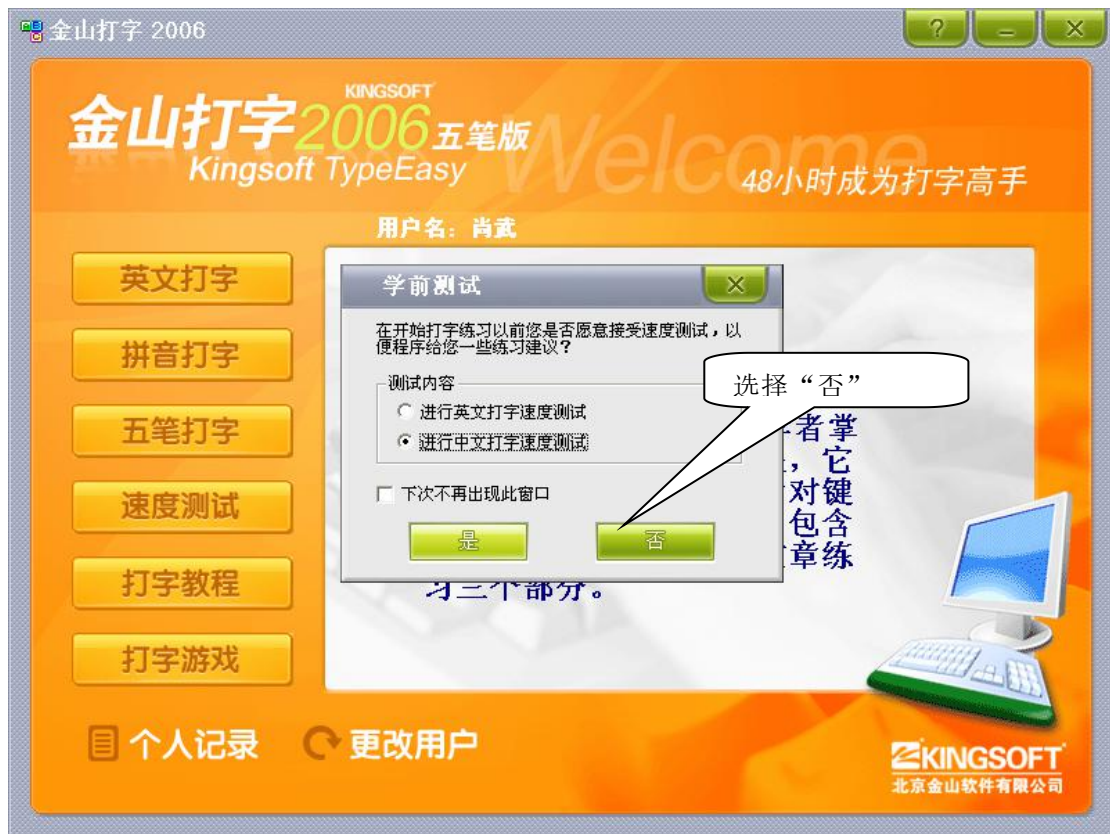 金山打字 2006
KINGSOFT
金山打字2006五笔版
Kingsoft TypeEasy
Welcome
48小时成为打字高手
用户名：尚武
英文打字
拼音打字
五笔打字
速度测试
打字教程
打字游戏
学前测试
在开始打字练习以前您是否愿意接受速度测试，以
便程序给您一些练习建议？
测试内容
进行英文打字速度测试
进行中文打字速度测试
下次不再出现此窗口
是
否
选择“否”
者掌
，它
对键
包含
章练
习三个部分。
个人记录
更改用户
KINGSOFT
北京金山软件有限公司